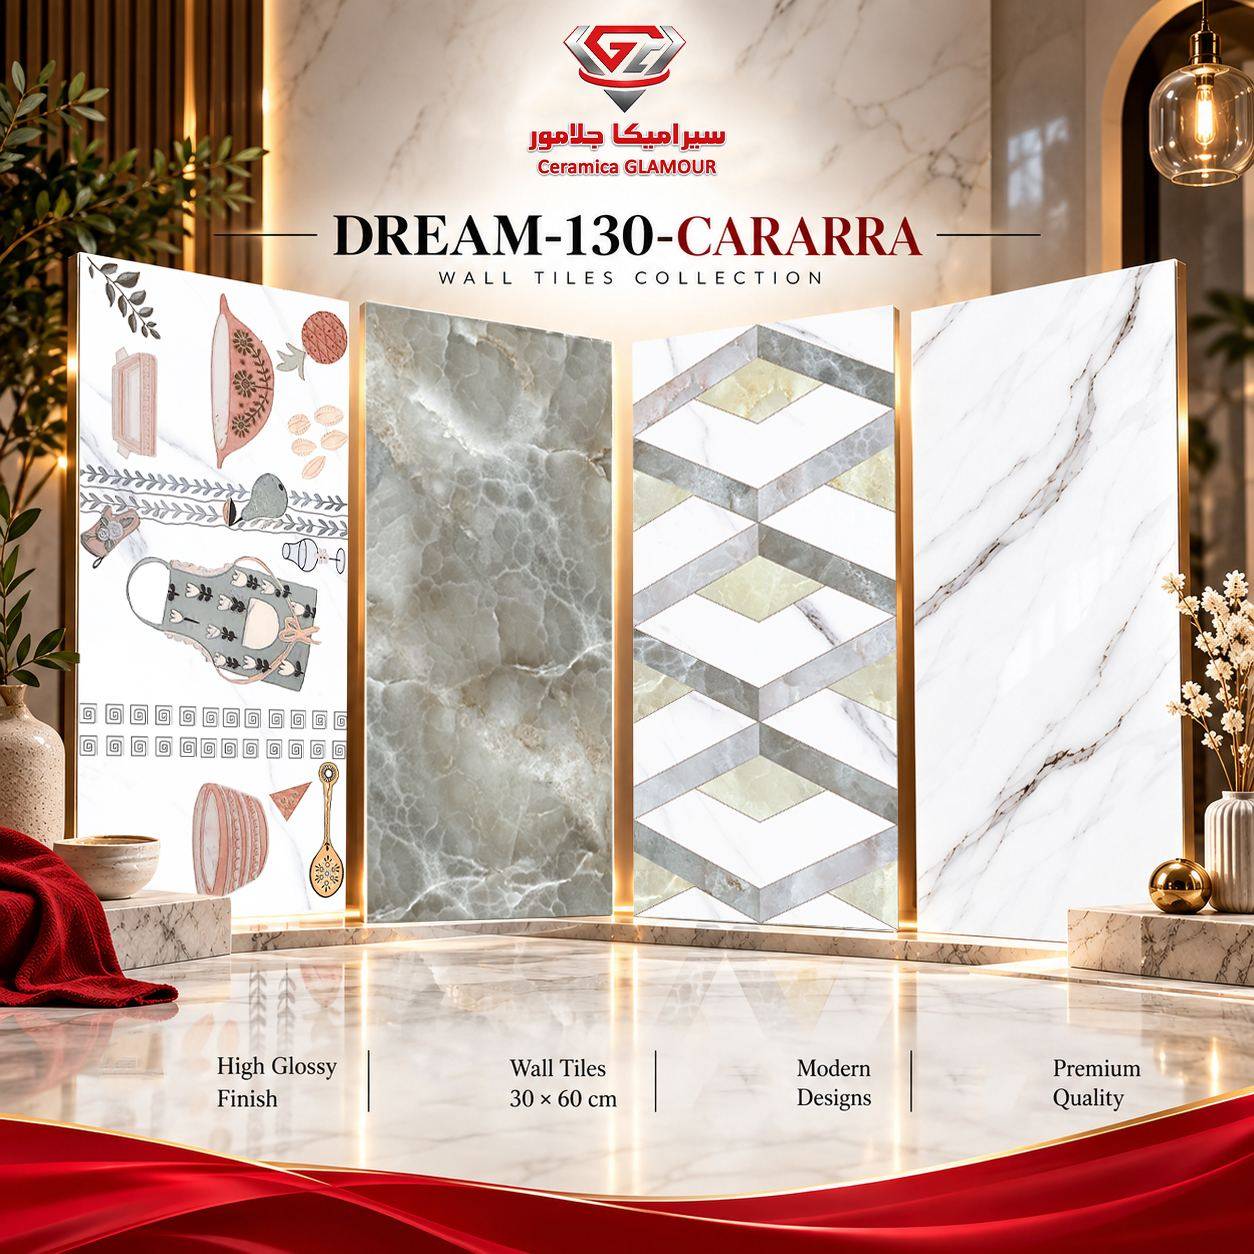 GC
سيراميكا جلامور
Ceramica GLAMOUR
DREAM-130-CARARRA
WALL TILES COLLECTION
High Glossy
Finish
Wall Tiles
30 × 60 cm
Modern
Designs
Premium
Quality